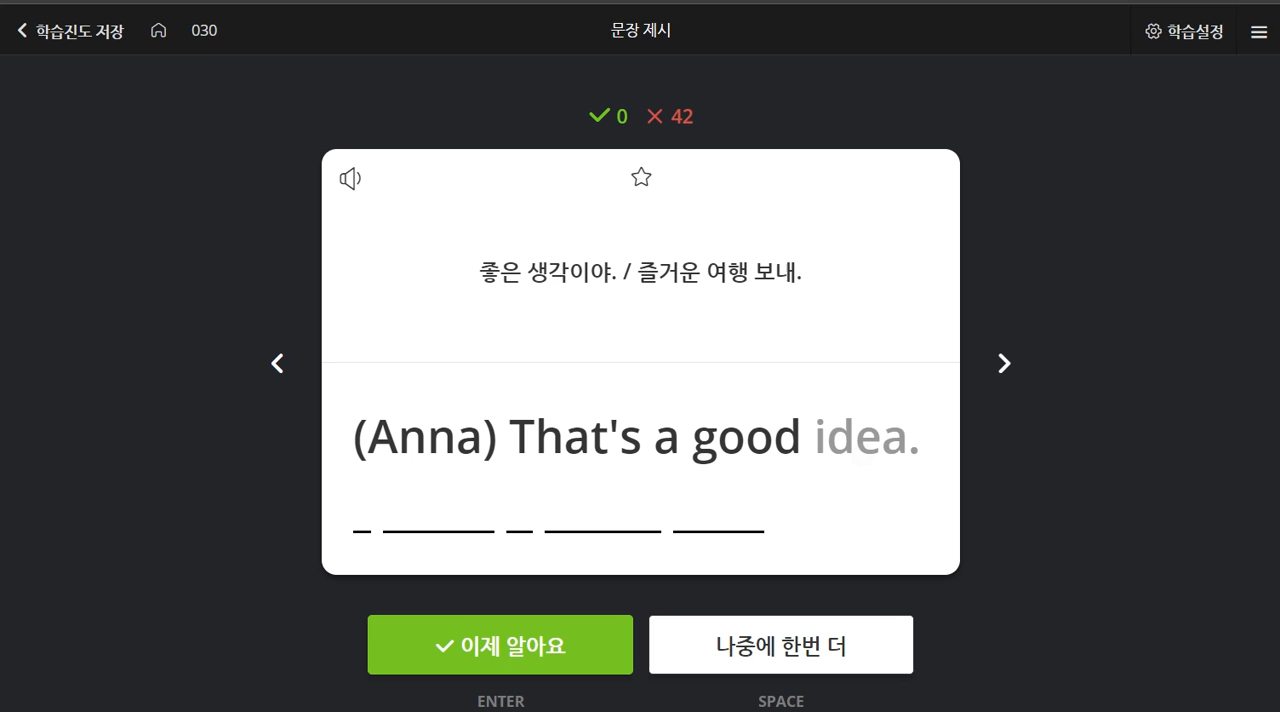 학습진도 저장 030 문장 제시 학습설정
0 42
좋은 생각이야. / 즐거운 여행 보내.
(Anna) That's a good idea.
이제 알아요 나중에 한번 더
ENTER SPACE